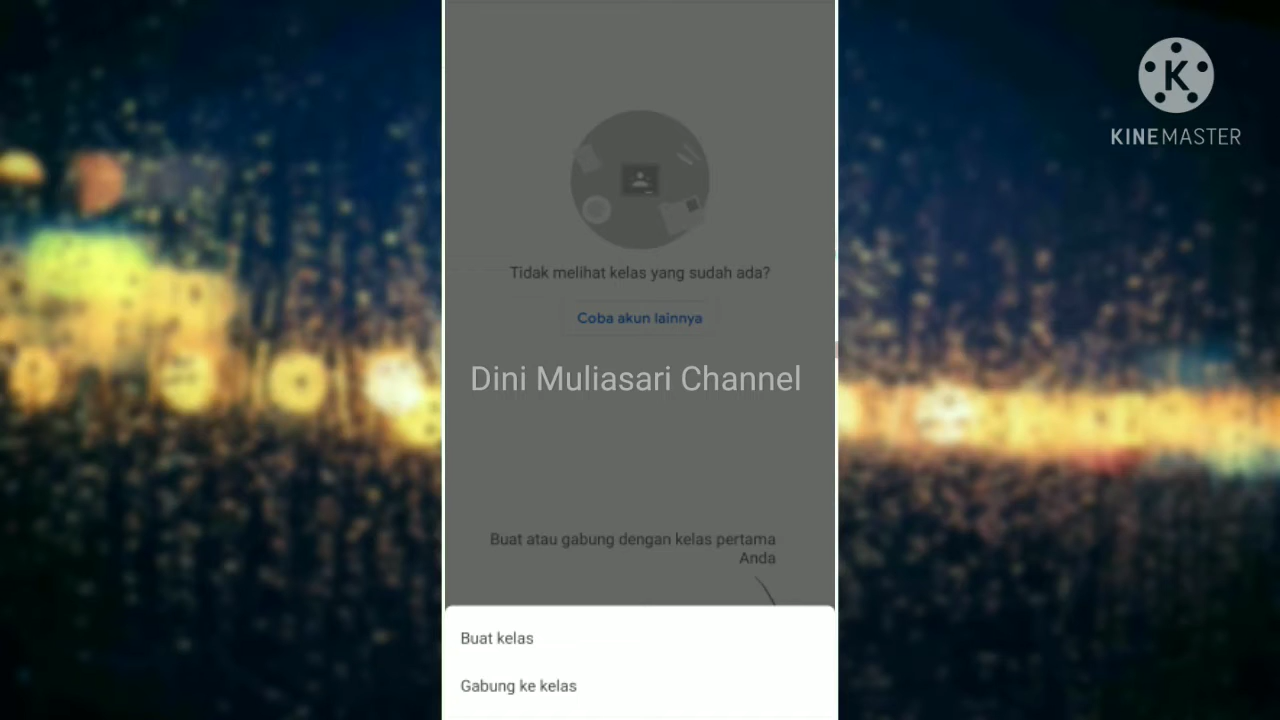 KINEMASTER
Tidak melihat kelas yang sudah ada?
Coba akun lainnya
Dini Muliasari Channel
Buat atau gabung dengan kelas pertama
Anda
Buat kelas
Gabung ke kelas